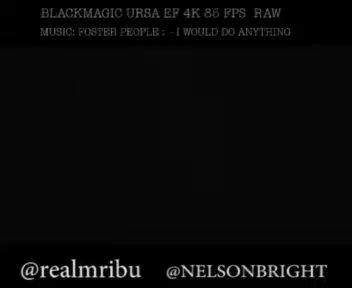 BLACKMAGIC URSA EF 4K 85 FPS RAW
MUSIC: FOSTER PEOPLE : - I WOULD DO ANYTHING
@realmribu @NELSONBRIGHT